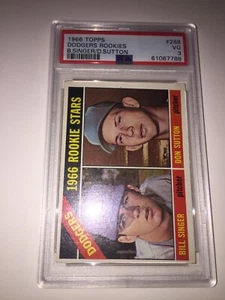 1966 TOPPS
DODGERS ROOKIES
B.SINGER/D.SUTTON
#288
VG
3
PSA
61067789
1966 ROOKIE STARS
DODGERS
pitcher
DON SUTTON
pitcher
BILL SINGER